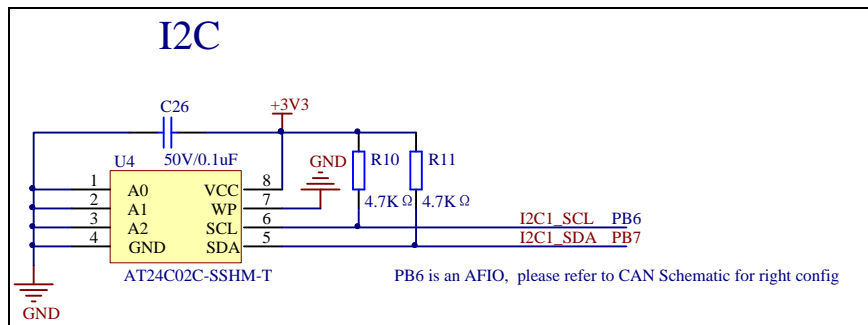 I2C
C26
+3V3
50V/0.1uF
U4
GND
R10
R11
1 A0 VCC 8
2 A1 WP 7
3 A2 SCL 6
4 GND SDA 5
4.7KΩ
4.7KΩ
I2C1_SCL PB6
I2C1_SDA PB7
AT24C02C-SSHM-T
PB6 is an AFIO, please refer to CAN Schematic for right config
GND